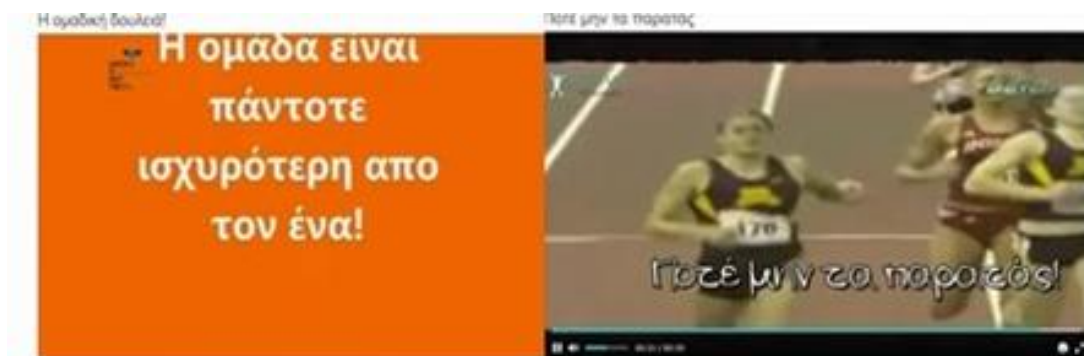 Η ομαδική δουλειά!
Η ομάδα είναι
πάντοτε
ισχυρότερη απο
τον ένα!
Ποτέ μην τα παρατάς
170
Ποτέ μην τα παρατάς!